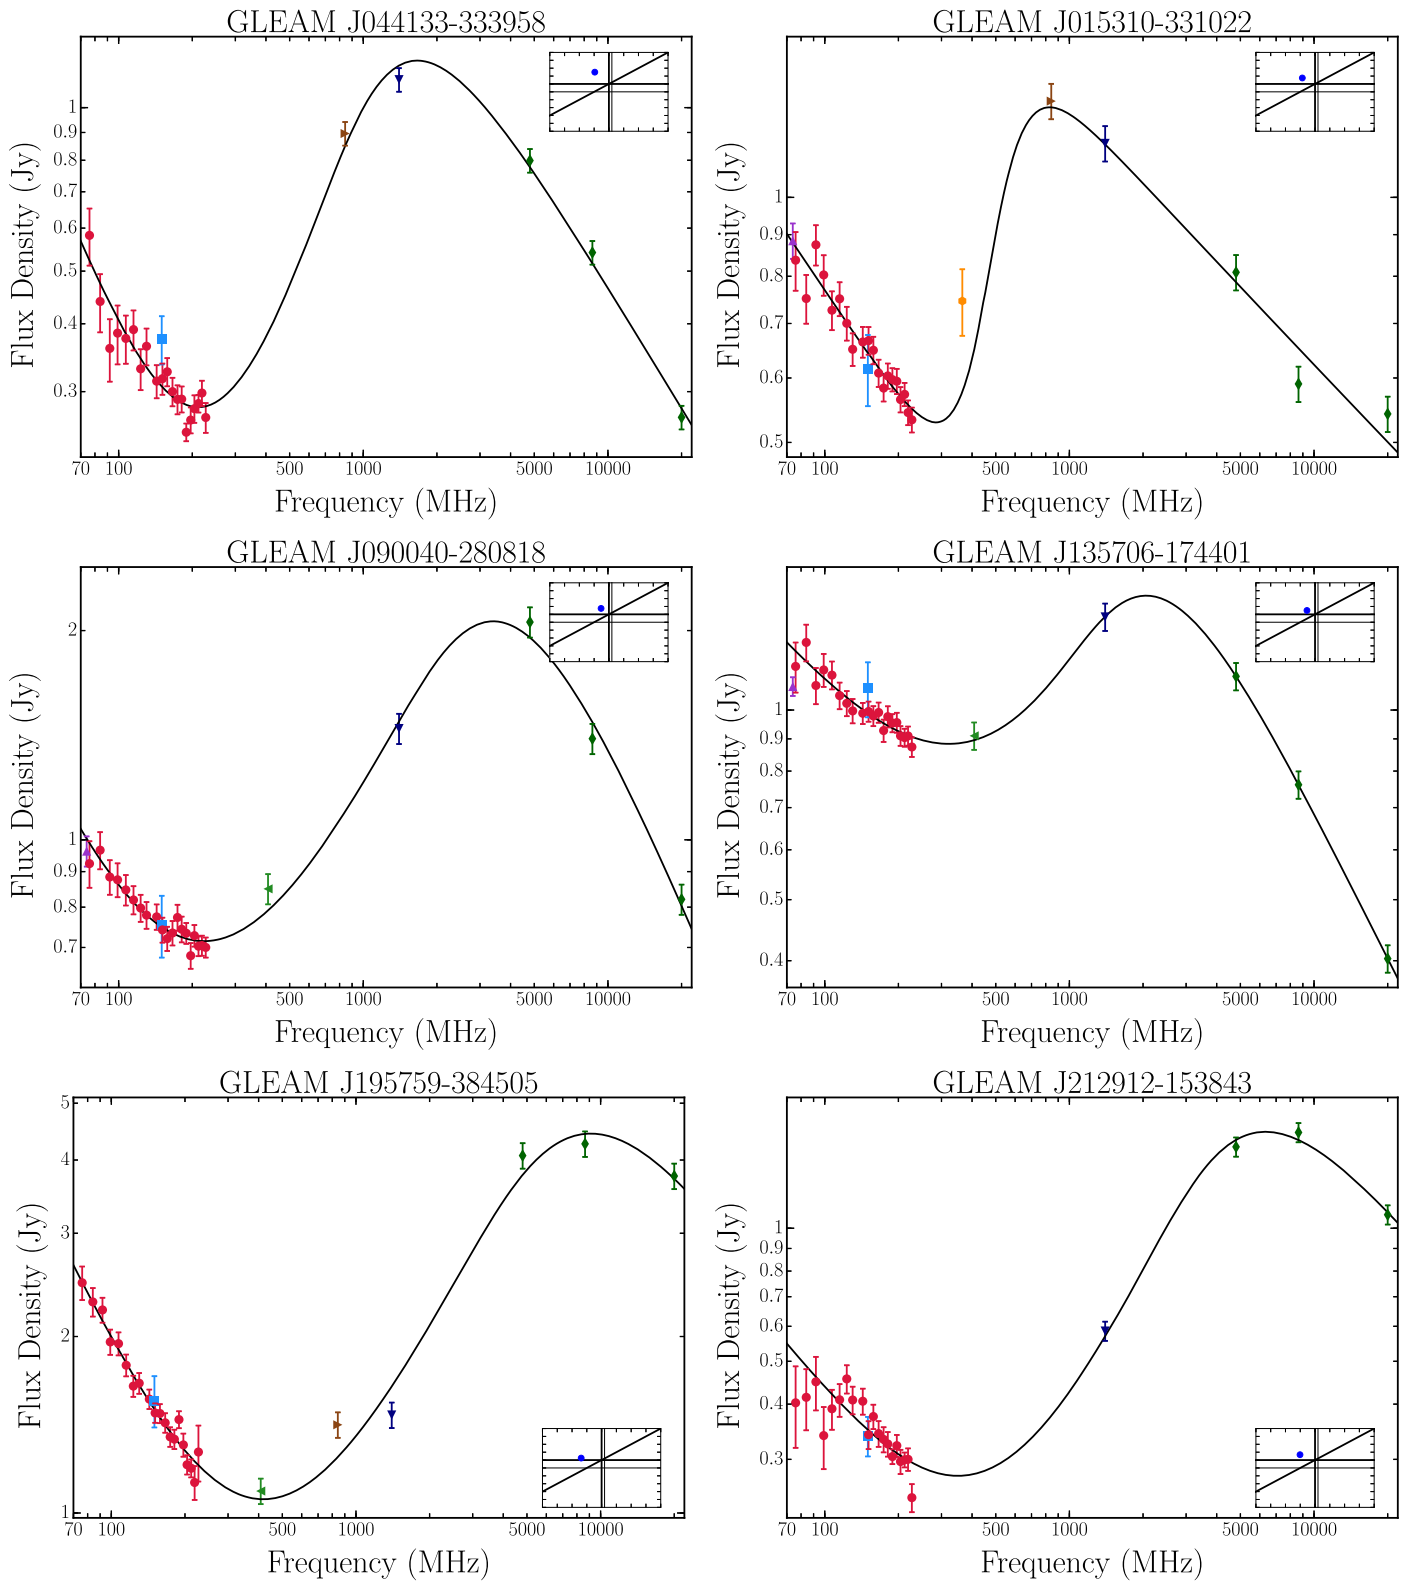 GLEAM J044133-333958
Flux Density (Jy)
1
0.9
0.8
0.7
0.6
0.5
0.4
0.3
70 100 500 1000 5000 10000
Frequency (MHz)
GLEAM J015310-331022
Flux Density (Jy)
1
0.9
0.8
0.7
0.6
0.5
70 100 500 1000 5000 10000
Frequency (MHz)
GLEAM J090040-280818
Flux Density (Jy)
2
1
0.9
0.8
0.7
70 100 500 1000 5000 10000
Frequency (MHz)
GLEAM J135706-174401
Flux Density (Jy)
1
0.9
0.8
0.7
0.6
0.5
0.4
70 100 500 1000 5000 10000
Frequency (MHz)
GLEAM J195759-384505
Flux Density (Jy)
5
4
3
2
1
70 100 500 1000 5000 10000
Frequency (MHz)
GLEAM J212912-153843
Flux Density (Jy)
1
0.9
0.8
0.7
0.6
0.5
0.4
0.3
70 100 500 1000 5000 10000
Frequency (MHz)